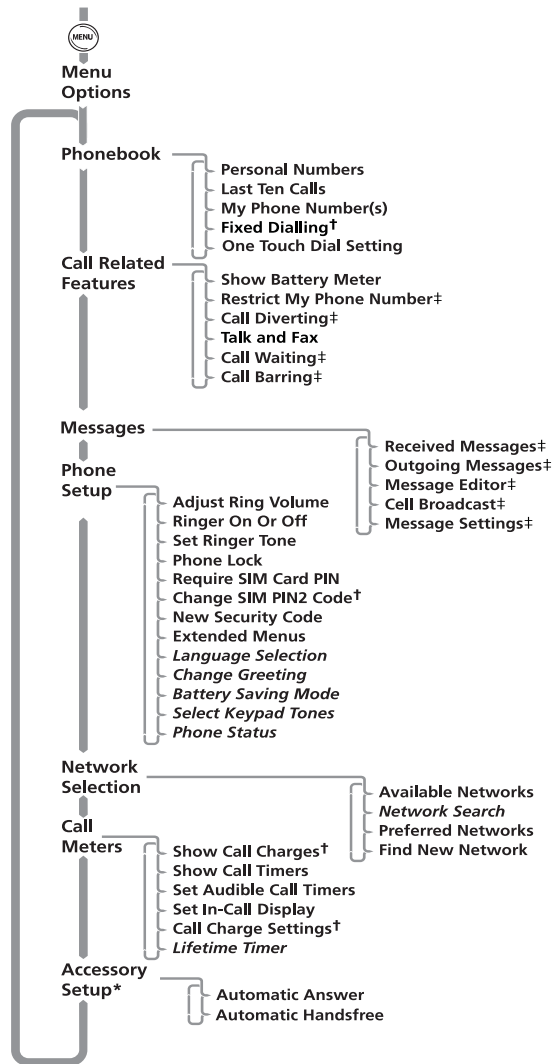 MENU
Menu
Options
Phonebook
Personal Numbers
Last Ten Calls
My Phone Number(s)
Fixed Dialling†
One Touch Dial Setting
Call Related
Features
Show Battery Meter
Restrict My Phone Number‡
Call Diverting‡
Talk and Fax
Call Waiting‡
Call Barring‡
Messages
Received Messages‡
Outgoing Messages‡
Message Editor‡
Cell Broadcast‡
Message Settings‡
Phone
Setup
Adjust Ring Volume
Ringer On Or Off
Set Ringer Tone
Phone Lock
Require SIM Card PIN
Change SIM PIN2 Code†
New Security Code
Extended Menus
Language Selection
Change Greeting
Battery Saving Mode
Select Keypad Tones
Phone Status
Network
Selection
Available Networks
Network Search
Preferred Networks
Find New Network
Call
Meters
Show Call Charges†
Show Call Timers
Set Audible Call Timers
Set In-Call Display
Call Charge Settings†
Lifetime Timer
Accessory
Setup*
Automatic Answer
Automatic Handsfree